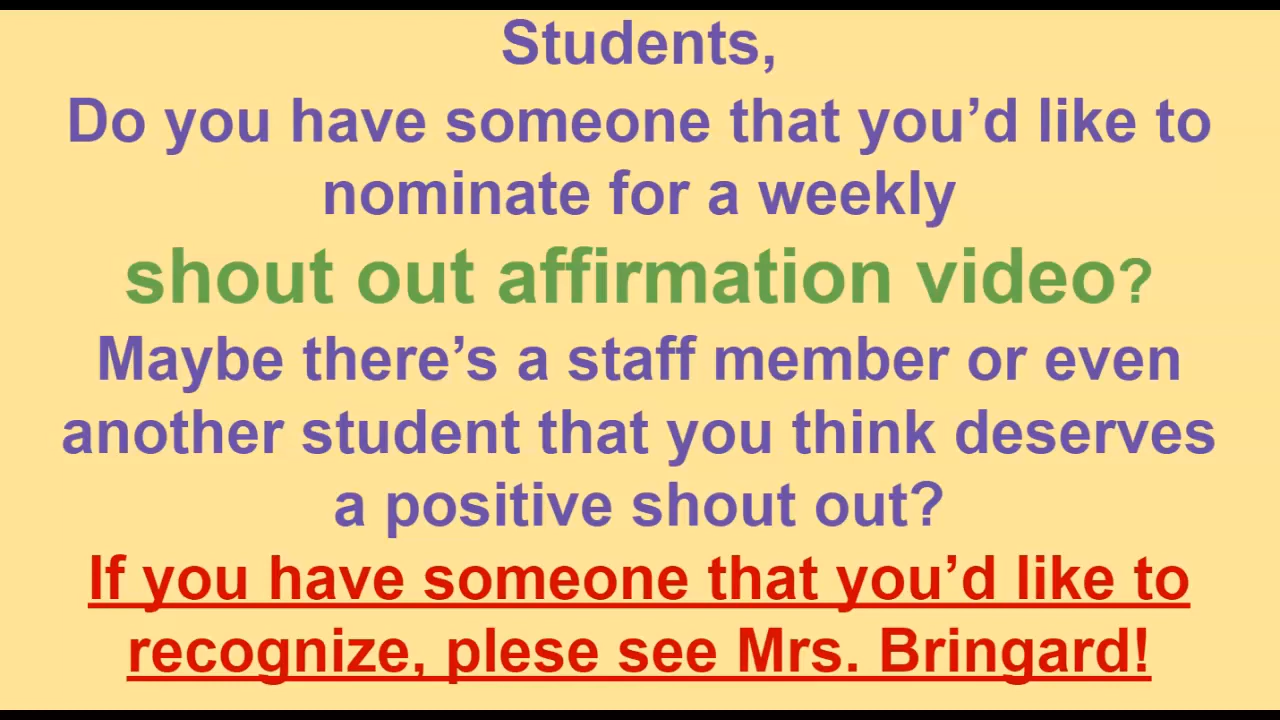 Students,
Do you have someone that you’d like to
nominate for a weekly
shout out affirmation video?
Maybe there’s a staff member or even
another student that you think deserves
a positive shout out?
If you have someone that you’d like to
recognize, plese see Mrs. Bringard!